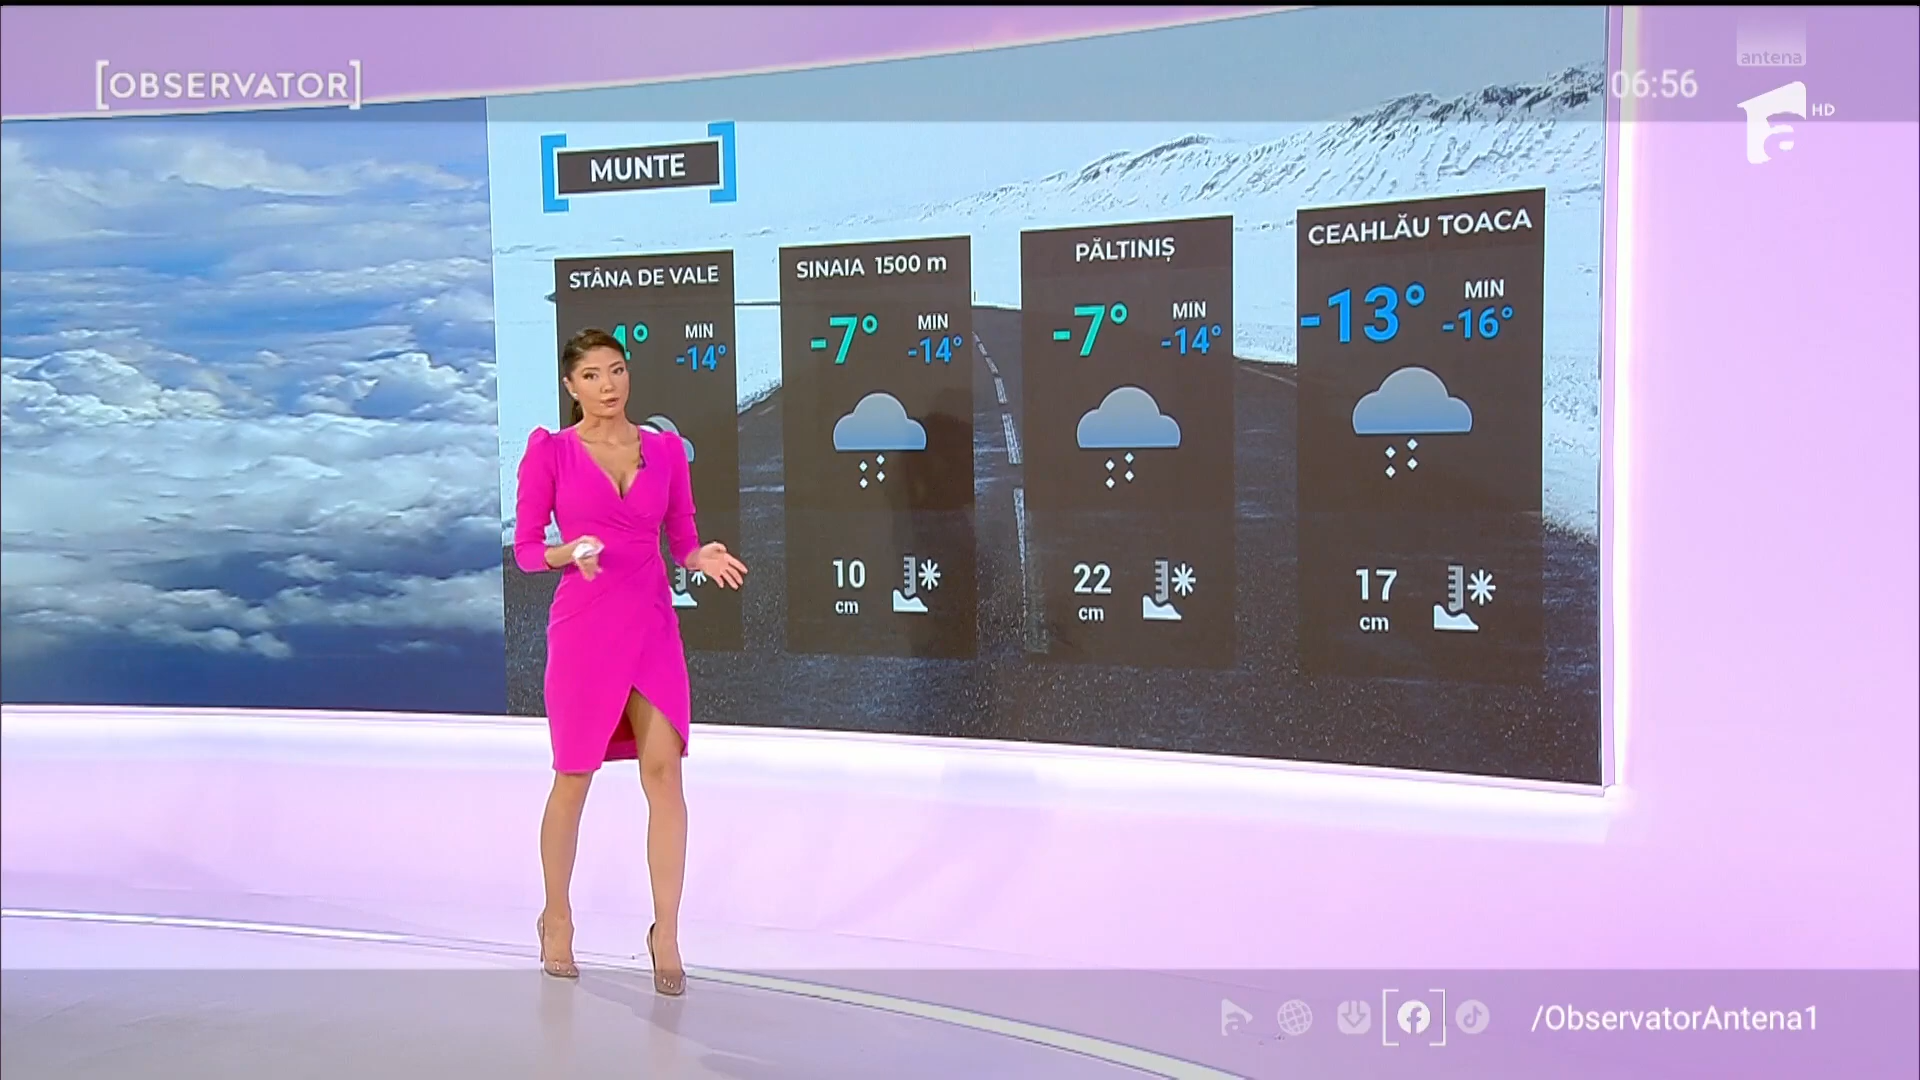 [OBSERVATOR]
antena
06:56
HD
MUNTE
STÂNA DE VALE
4°
MIN
-14°
SINAIA 1500 m
-7°
MIN
-14°
10
cm
PĂLTINIȘ
-7°
MIN
-14°
22
cm
CEAHLĂU TOACA
-13°
MIN
-16°
17
cm
/ObservatorAntena1